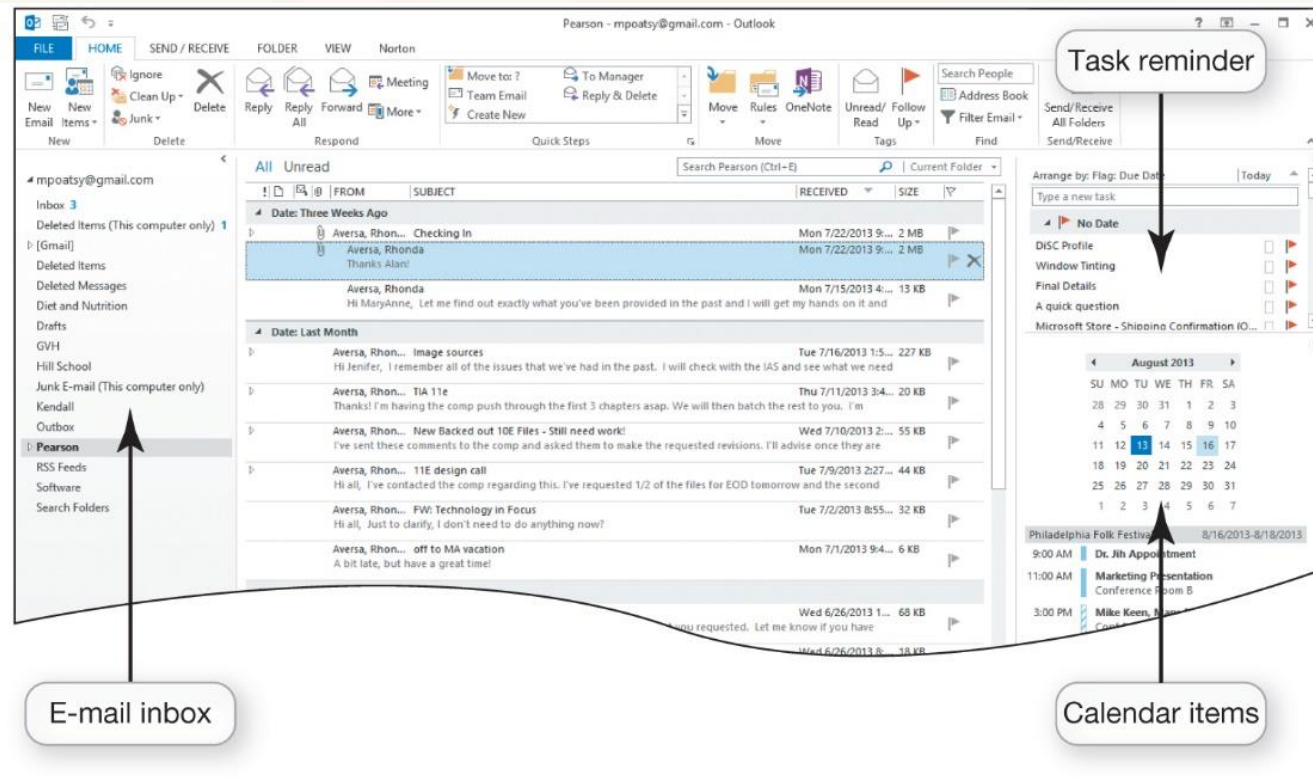 Pearson - mpoatsy@gmail.com - Outlook
FILE HOME SEND / RECEIVE FOLDER VIEW Norton
Task reminder
New Email
New Items
New
Ignore
Clean Up
Junk
Delete
Delete
Reply
Reply All
Forward
Meeting
More
Respond
Move to: ?
Team Email
Create New
To Manager
Reply & Delete
Quick Steps
Move
Rules
OneNote
Move
Unread/ Read
Follow Up
Tags
Search People
Address Book
Filter Email
Find
Send/Receive All Folders
Send/Receive
mpoatsy@gmail.com
Inbox 3
Deleted Items (This computer only) 1
[Gmail]
Deleted Items
Deleted Messages
Diet and Nutrition
Drafts
GVH
Hill School
Junk E-mail (This computer only)
Kendall
Outbox
Pearson
RSS Feeds
Software
Search Folders
E-mail inbox
All Unread
Search Pearson (Ctrl+E) Current Folder
! FROM SUBJECT RECEIVED SIZE
Date: Three Weeks Ago
Aversa, Rhon... Checking In Mon 7/22/2013 9:... 2 MB
Aversa, Rhonda Mon 7/22/2013 9:... 2 MB
Thanks Alan!
Aversa, Rhonda Mon 7/15/2013 4:... 13 KB
Hi MaryAnne, Let me find out exactly what you've been provided in the past and I will get my hands on it and
Date: Last Month
Aversa, Rhon... Image sources Tue 7/16/2013 1:5... 227 KB
Hi Jenifer, I remember all of the issues that we've had in the past. I will check with the IAS and see what we need
Aversa, Rhon... TIA 11e Thu 7/11/2013 3:4... 20 KB
Thanks! I'm having the comp push through the first 3 chapters asap. We will then batch the rest to you. I'm
Aversa, Rhon... New Backed out 10E Files - Still need work! Wed 7/10/2013 2:... 55 KB
I've sent these comments to the comp and asked them to make the requested revisions. I'll advise once they are
Aversa, Rhon... 11E design call Tue 7/9/2013 2:27... 44 KB
Hi all, I've contacted the comp regarding this. I've requested 1/2 of the files for EOD tomorrow and the second
Aversa, Rhon... FW: Technology in Focus Tue 7/2/2013 8:55... 32 KB
Hi all, Just to clarify, I don't need to do anything now?
Aversa, Rhon... off to MA vacation Mon 7/1/2013 9:4... 6 KB
A bit late, but have a great time!
Wed 6/26/2013 1... 68 KB
you requested. Let me know if you have
Wed 6/26/2013 8:... 18 KB
Arrange by: Flag: Due Date Today
Type a new task
No Date
DiSC Profile
Window Tinting
Final Details
A quick question
Microsoft Store - Shipping Confirmation (O...
August 2013
SU MO TU WE TH FR SA
28 29 30 31 1 2 3
4 5 6 7 8 9 10
11 12 13 14 15 16 17
18 19 20 21 22 23 24
25 26 27 28 29 30 31
1 2 3 4 5 6 7
Philadelphia Folk Festival 8/16/2013-8/18/2013
9:00 AM Dr. Jih Appointment
11:00 AM Marketing Presentation
Conference Room B
3:00 PM Mike Keen,
Calendar items